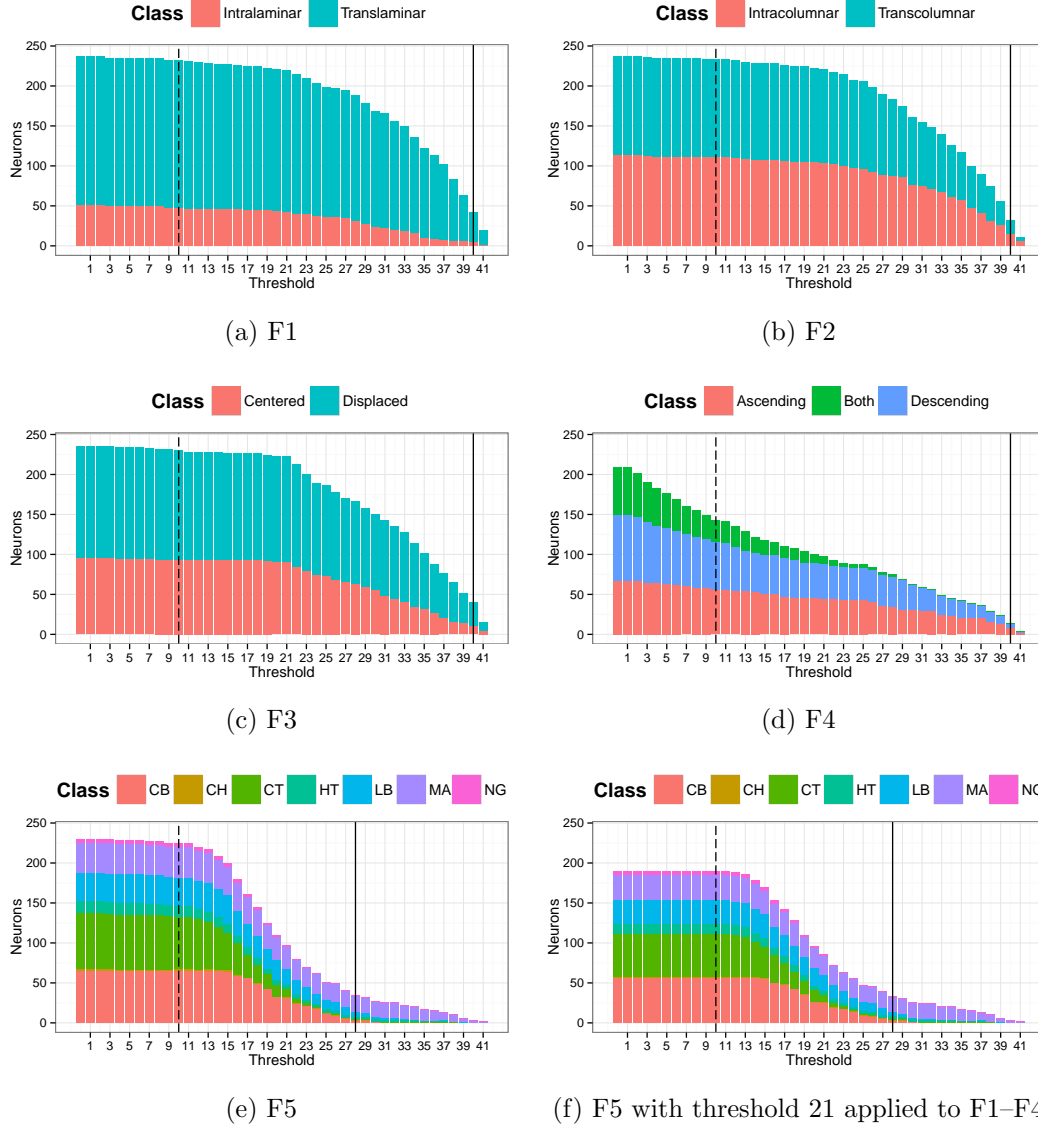 Class Intralaminar Translaminar
Class Intracolumnar Transcolumnar
250
200
150
100
50
0
Neurons
1 3 5 7 9 11 13 15 17 19 21 23 25 27 29 31 33 35 37 39 41
Threshold
250
200
150
100
50
0
Neurons
1 3 5 7 9 11 13 15 17 19 21 23 25 27 29 31 33 35 37 39 41
Threshold
(a) F1
(b) F2
Class Centered Displaced
Class Ascending Both Descending
250
200
150
100
50
0
Neurons
1 3 5 7 9 11 13 15 17 19 21 23 25 27 29 31 33 35 37 39 41
Threshold
250
200
150
100
50
0
Neurons
1 3 5 7 9 11 13 15 17 19 21 23 25 27 29 31 33 35 37 39 41
Threshold
(c) F3
(d) F4
Class CB CH CT HT LB MA NG
Class CB CH CT HT LB MA NG
250
200
150
100
50
0
Neurons
1 3 5 7 9 11 13 15 17 19 21 23 25 27 29 31 33 35 37 39 41
Threshold
250
200
150
100
50
0
Neurons
1 3 5 7 9 11 13 15 17 19 21 23 25 27 29 31 33 35 37 39 41
Threshold
(e) F5
(f) F5 with threshold 21 applied to F1–F4